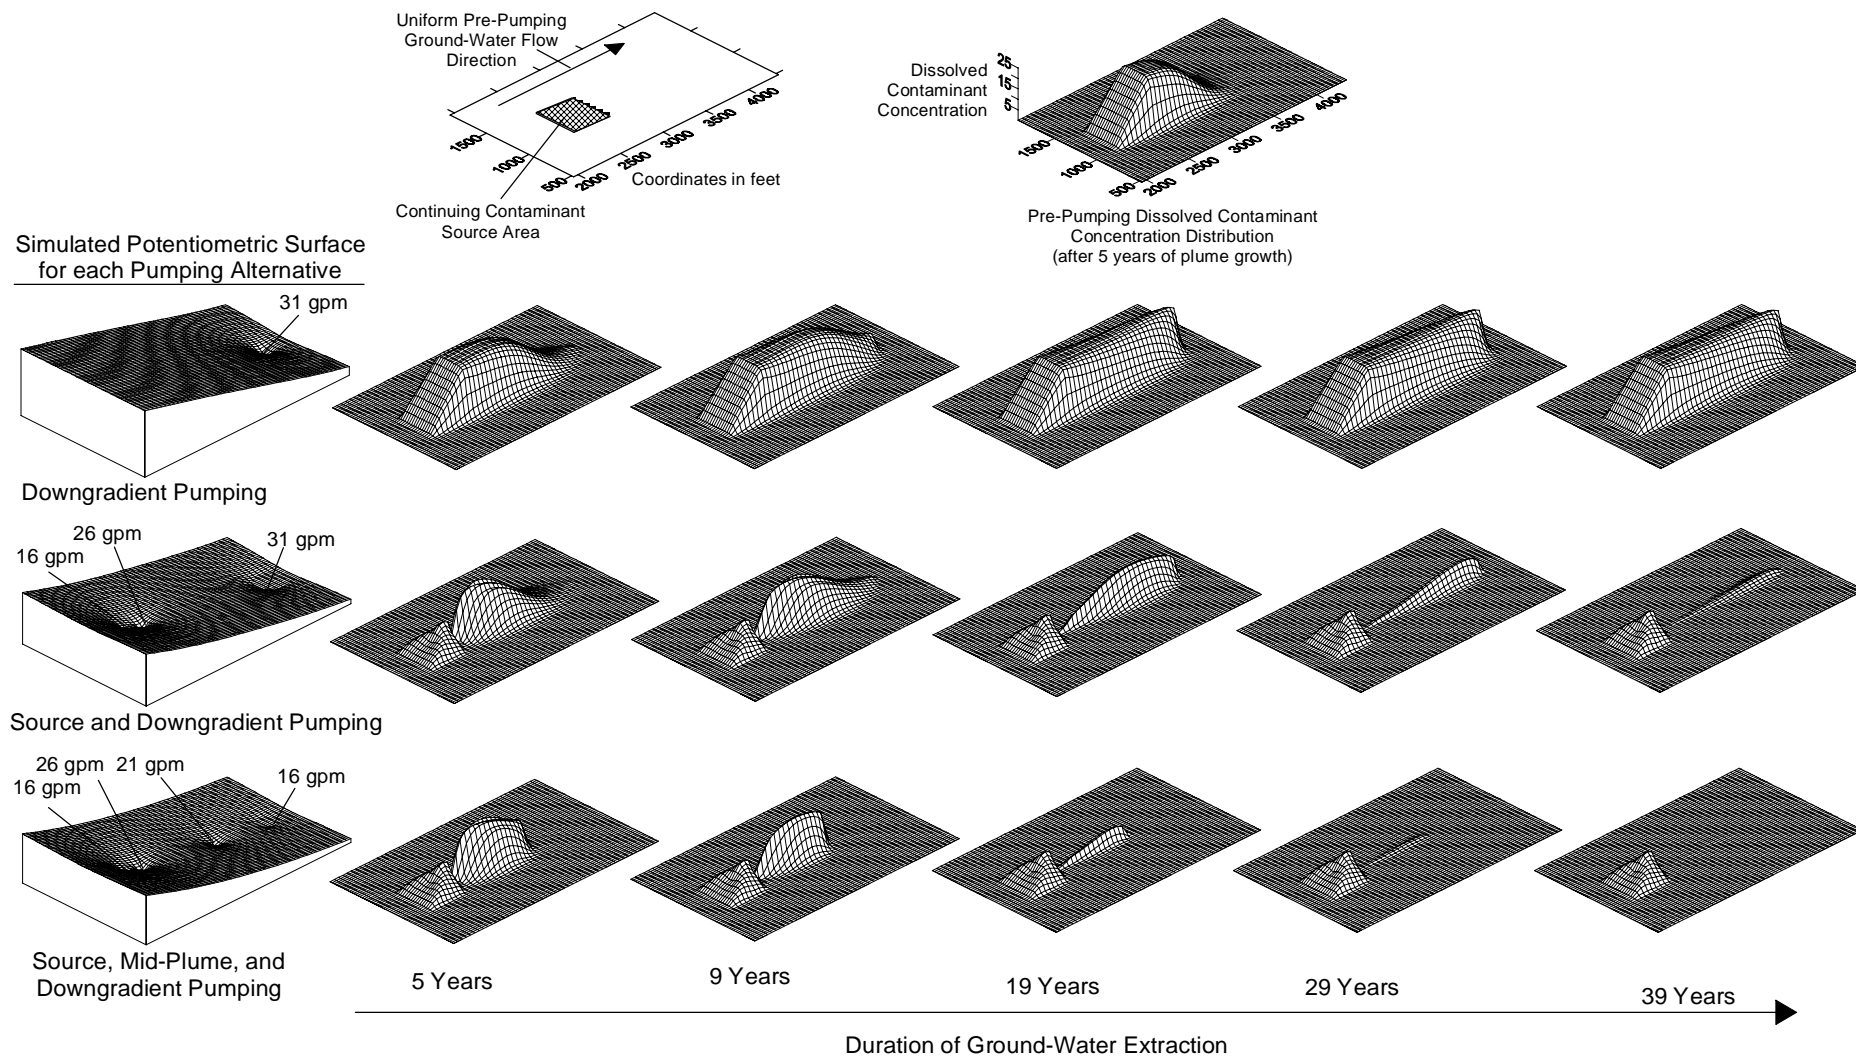 Uniform Pre-Pumping
Ground-Water Flow
Direction
1500
1000
500
2000
2500
3000
3500
4000
Coordinates in feet
Continuing Contaminant
Source Area
Dissolved
Contaminant
Concentration
25
15
5
1500
1000
500
2000
2500
3000
3500
4000
Pre-Pumping Dissolved Contaminant
Concentration Distribution
(after 5 years of plume growth)
Simulated Potentiometric Surface
for each Pumping Alternative
31 gpm
Downgradient Pumping
26 gpm
16 gpm
31 gpm
Source and Downgradient Pumping
26 gpm
21 gpm
16 gpm
16 gpm
Source, Mid-Plume, and
Downgradient Pumping
5 Years
9 Years
19 Years
29 Years
39 Years
Duration of Ground-Water Extraction